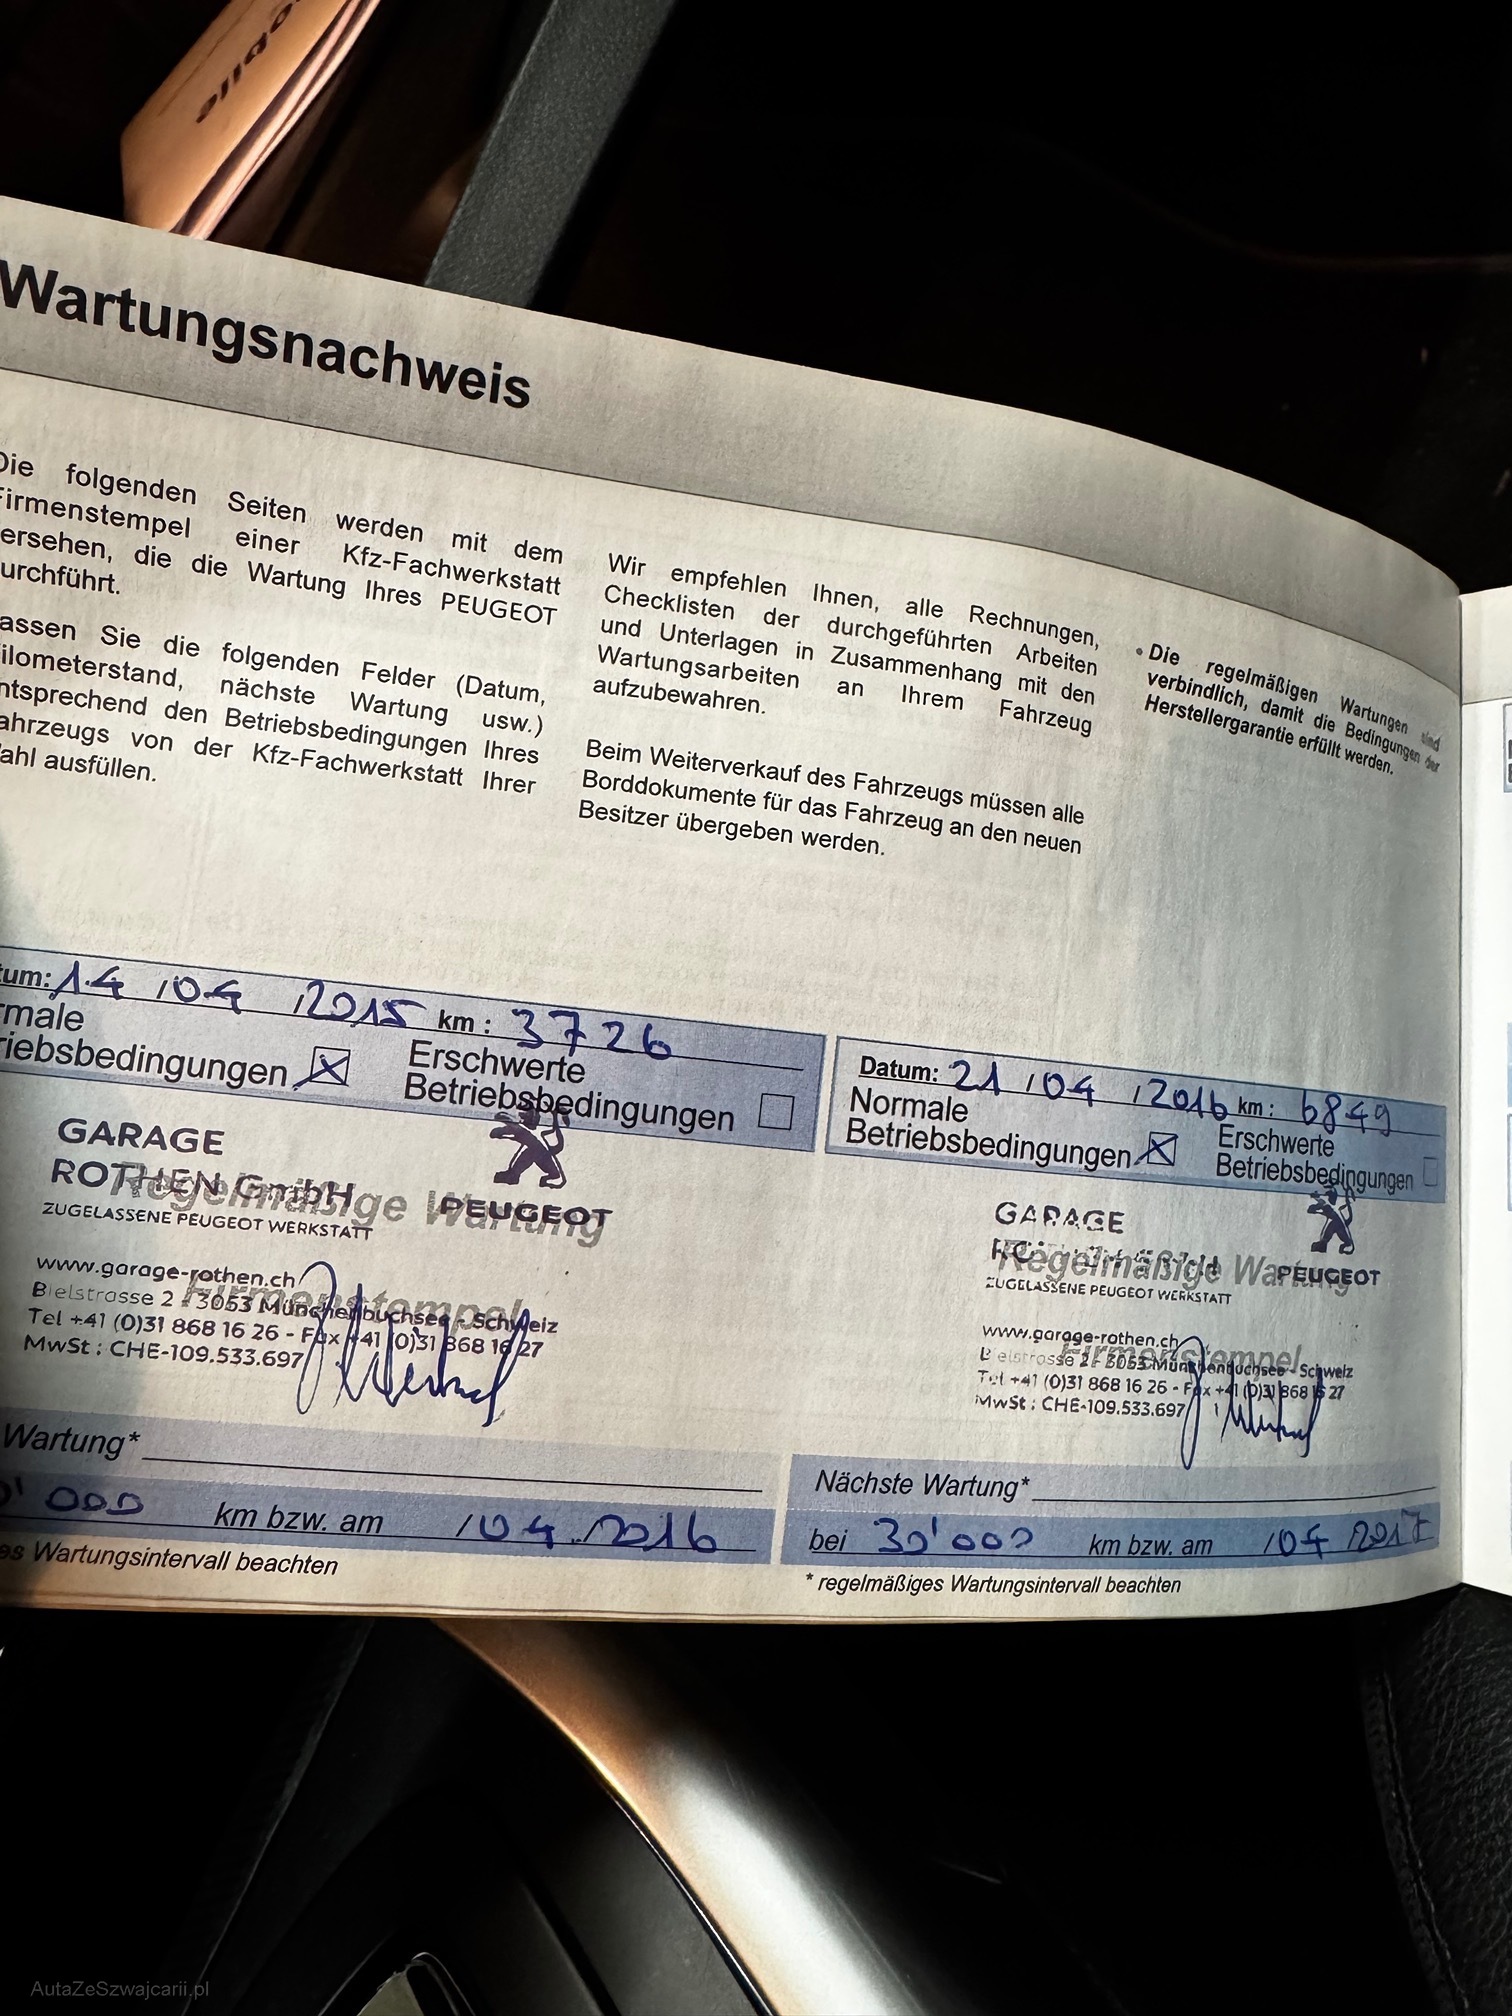 obile
Wartungsnachweis
Die folgenden Seiten werden mit dem
Firmenstempel einer Kfz-Fachwerkstatt
ersehen, die die Wartung Ihres PEUGEOT
urchführt.
assen Sie die folgenden Felder (Datum,
ilometerstand, nächste Wartung usw.)
ntsprechend den Betriebsbedingungen Ihres
ahrzeugs von der Kfz-Fachwerkstatt Ihrer
ahl ausfüllen.
Wir empfehlen Ihnen, alle Rechnungen,
Checklisten der durchgeführten Arbeiten
und Unterlagen in Zusammenhang mit den
Wartungsarbeiten an Ihrem Fahrzeug
aufzubewahren.
Beim Weiterverkauf des Fahrzeugs müssen alle
Borddokumente für das Fahrzeug an den neuen
Besitzer übergeben werden.
• Die regelmäßigen Wartungen sind
verbindlich, damit die Bedingungen der
Herstellergarantie erfüllt werden.
tum: 14 / 04 / 2015 km : 3726
rmale
riebsbedingungen
Erschwerte
Betriebsbedingungen
GARAGE
ROTHEN GmbH
PEUGEOT
Regelmäßige Wartung
ZUGELASSENE PEUGEOT WERKSTATT
www.garage-rothen.ch
Firmenstempel
Bielstrasse 2 - 3053 Münchenbuchsee - Schweiz
Tel +41 (0)31 868 16 26 - Fax +41 (0)31 868 16 27
MwSt : CHE-109.533.697
Wartung*
0'000 km bzw. am / 04 / 2016
es Wartungsintervall beachten
Datum: 21 / 04 / 2016 km : 6849
Normale
Betriebsbedingungen
Erschwerte
Betriebsbedingungen
GARAGE
Regelmäßige Wartung
PEUGEOT
ZUGELASSENE PEUGEOT WERKSTATT
www.garage-rothen.ch
Firmenstempel
Bielstrasse 2 - 3053 Münchenbuchsee - Schweiz
Tel +41 (0)31 868 16 26 - Fax +41 (0)31 868 16 27
MwSt : CHE-109.533.697
Nächste Wartung*
bei 30'000 km bzw. am / 04 / 2017
* regelmäßiges Wartungsintervall beachten
AutaZeSzwajcarii.pl